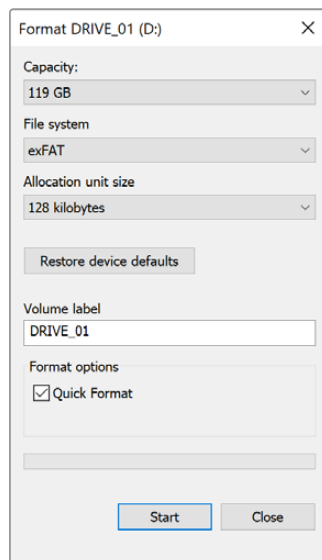 Format DRIVE_01 (D:)
Capacity:
119 GB
File system
exFAT
Allocation unit size
128 kilobytes
Restore device defaults
Volume label
DRIVE_01
Format options
Quick Format
Start
Close